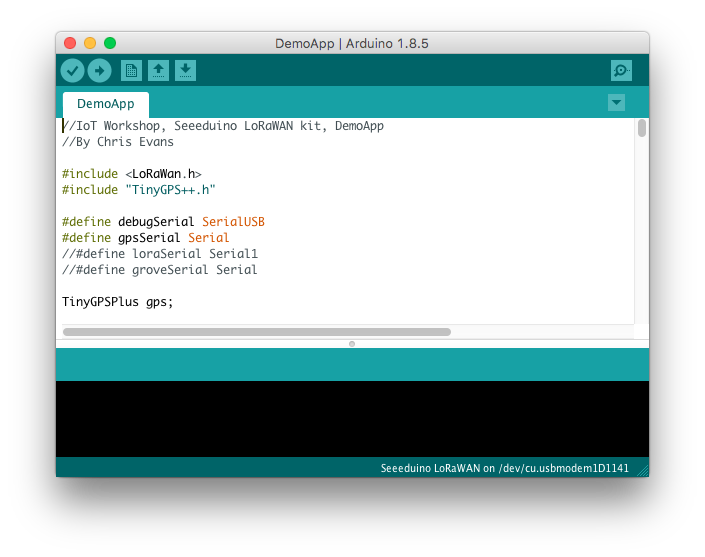 DemoApp | Arduino 1.8.5
DemoApp
//IoT Workshop, Seeeduino LoRaWAN kit, DemoApp
//By Chris Evans
#include <LoRaWan.h>
#include "TinyGPS++.h"
#define debugSerial SerialUSB
#define gpsSerial Serial
//#define loraSerial Serial1
//#define groveSerial Serial
TinyGPSPlus gps;
Seeeduino LoRaWAN on /dev/cu.usbmodem1D1141